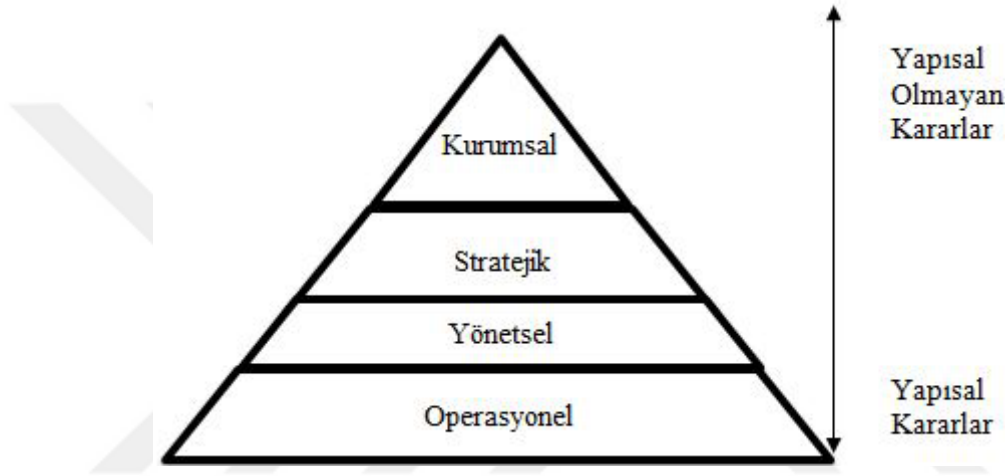 Yapısal
Olmayan
Kararlar
Kurumsal
Stratejik
Yönetsel
Operasyonel
Yapısal
Kararlar